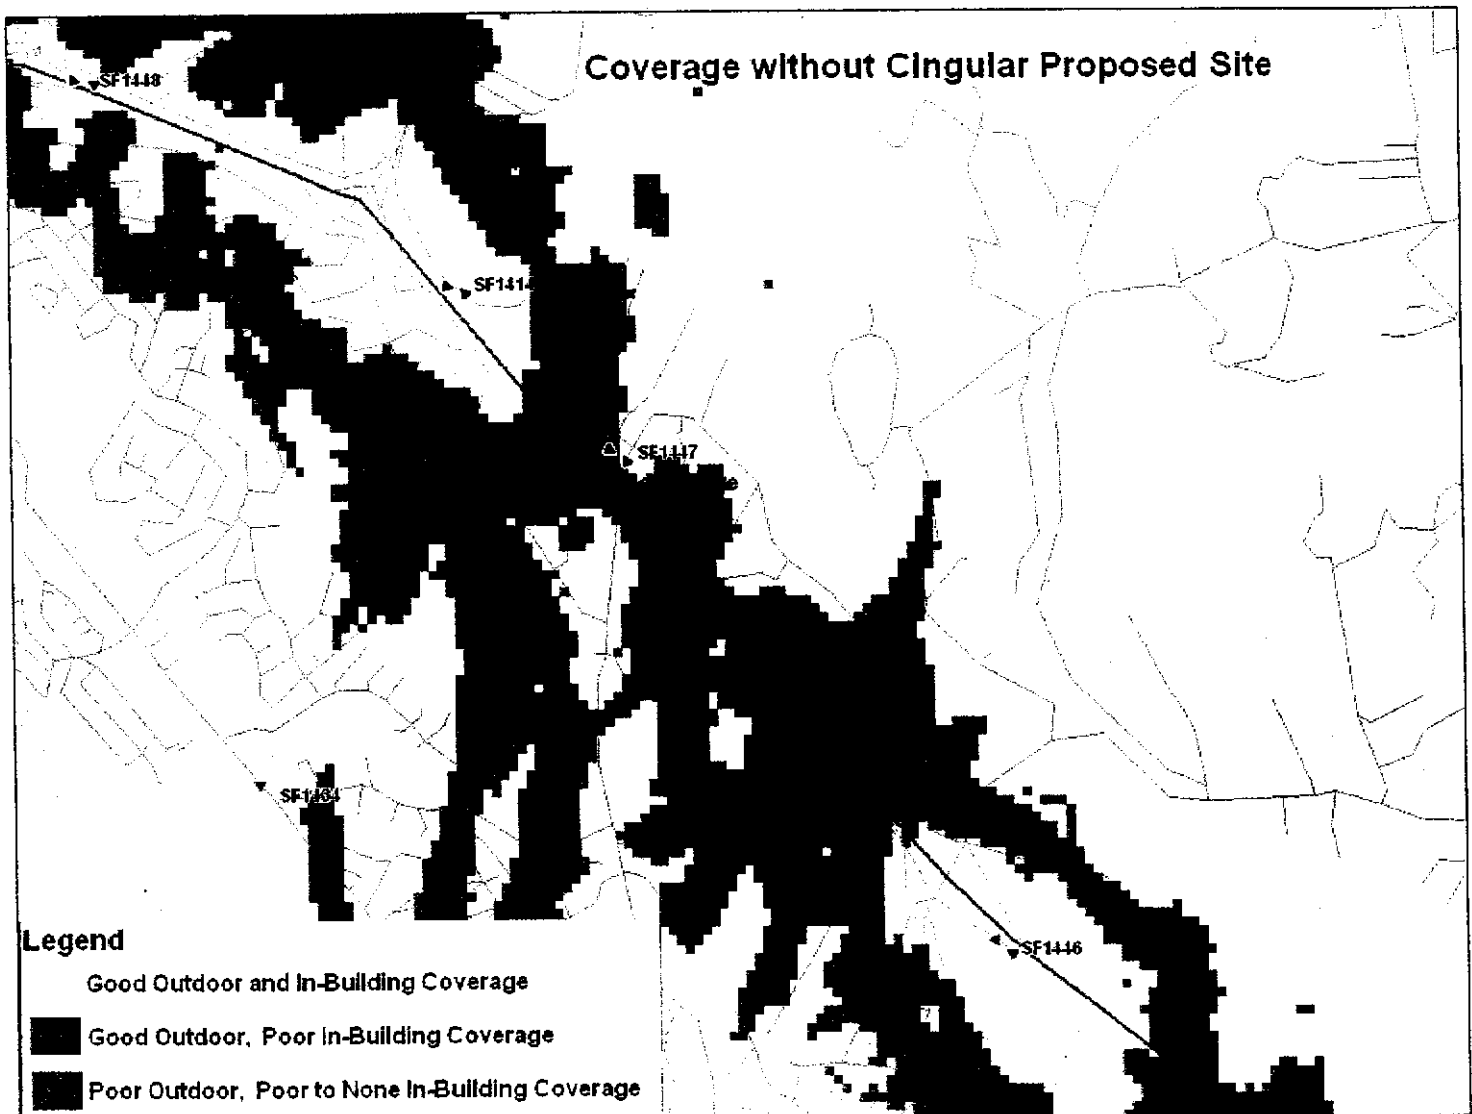 Coverage without Cingular Proposed Site
SF1448
SF1414
SF1447
SF1434
SF1446
Legend
Good Outdoor and In-Building Coverage
Good Outdoor, Poor In-Building Coverage
Poor Outdoor, Poor to None In-Building Coverage